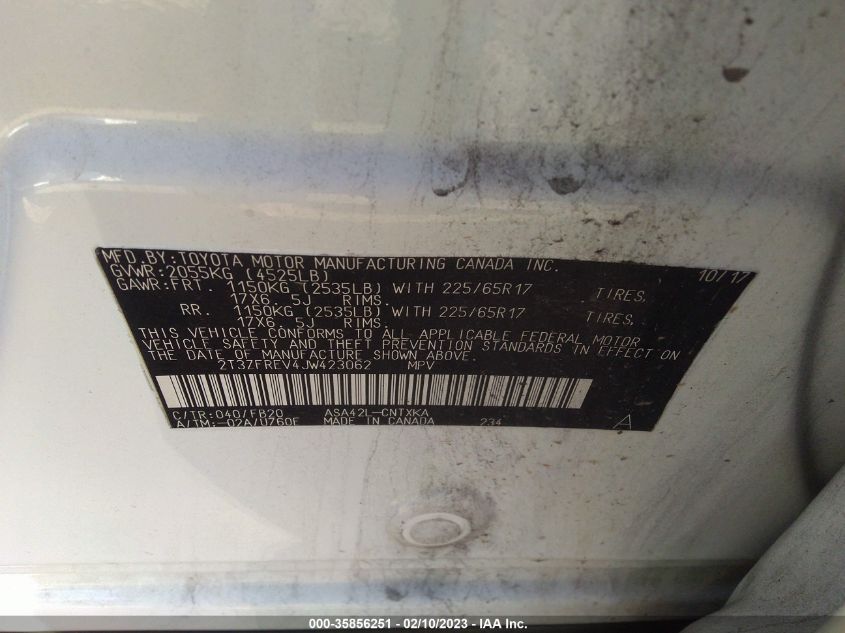 MFD. BY: TOYOTA MOTOR MANUFACTURING CANADA INC. 10/17
GVWR: 2055KG (4525LB)
GAWR: FRT. 1150KG (2535LB) WITH 225/65R17 TIRES,
17X6. 5J RIMS.
RR. 1150KG (2535LB) WITH 225/65R17 TIRES,
17X6. 5J RIMS.
THIS VEHICLE CONFORMS TO ALL APPLICABLE FEDERAL MOTOR
VEHICLE SAFETY AND THEFT PREVENTION STANDARDS IN EFFECT ON
THE DATE OF MANUFACTURE SHOWN ABOVE.
2T3ZFREV4JW423062 MPV
C/TR: 040/FB20 ASA42L-CNTXKA
A/TM: -02A/U760F MADE IN CANADA 234 A
000-35856251 - 02/10/2023 - IAA Inc.